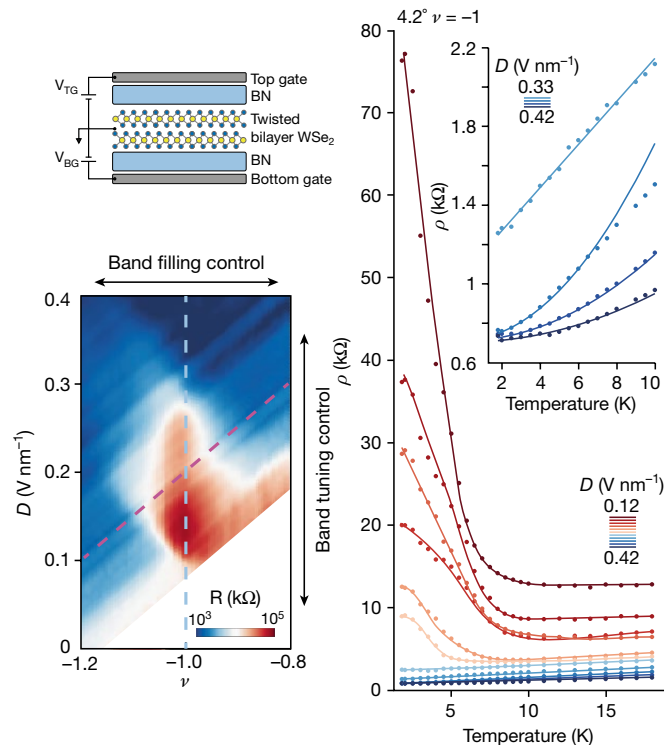 V_TG
V_BG
Top gate
BN
Twisted
bilayer WSe₂
BN
Bottom gate
Band filling control
Band tuning control
D (V nm⁻¹)
0.4
0.3
0.2
0.1
0
−1.2
−1.0
−0.8
ν
R (kΩ)
10³
10⁵
4.2° ν = −1
ρ (kΩ)
80
70
60
50
40
30
20
10
0
5
10
15
Temperature (K)
D (V nm⁻¹)
0.12
0.42
D (V nm⁻¹)
0.33
0.42
ρ (kΩ)
2.2
1.8
1.4
1
0.6
2
4
6
8
10
Temperature (K)